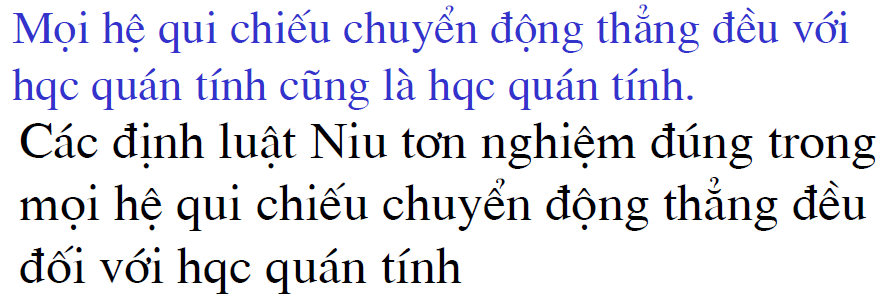 Mọi hệ qui chiếu chuyển động thẳng đều với
hqc quán tính cũng là hqc quán tính.
Các định luật Niu tơn nghiệm đúng trong
mọi hệ qui chiếu chuyển động thẳng đều
đối với hqc quán tính